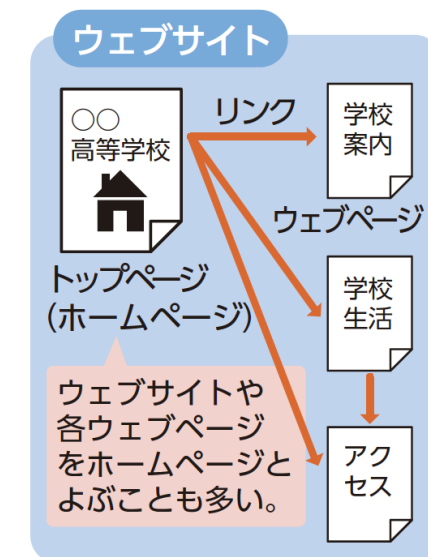 ウェブサイト
○○
高等学校
リンク
学校
案内
ウェブページ
トップページ
(ホームページ)
学校
生活
ウェブサイトや
各ウェブページ
をホームページと
よぶことも多い。
アク
セス